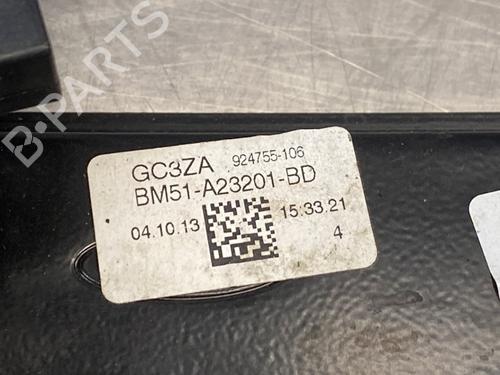 B-PARTS
GC3ZA 924755-106
BM51-A23201-BD
04.10.13 15:33.21
4